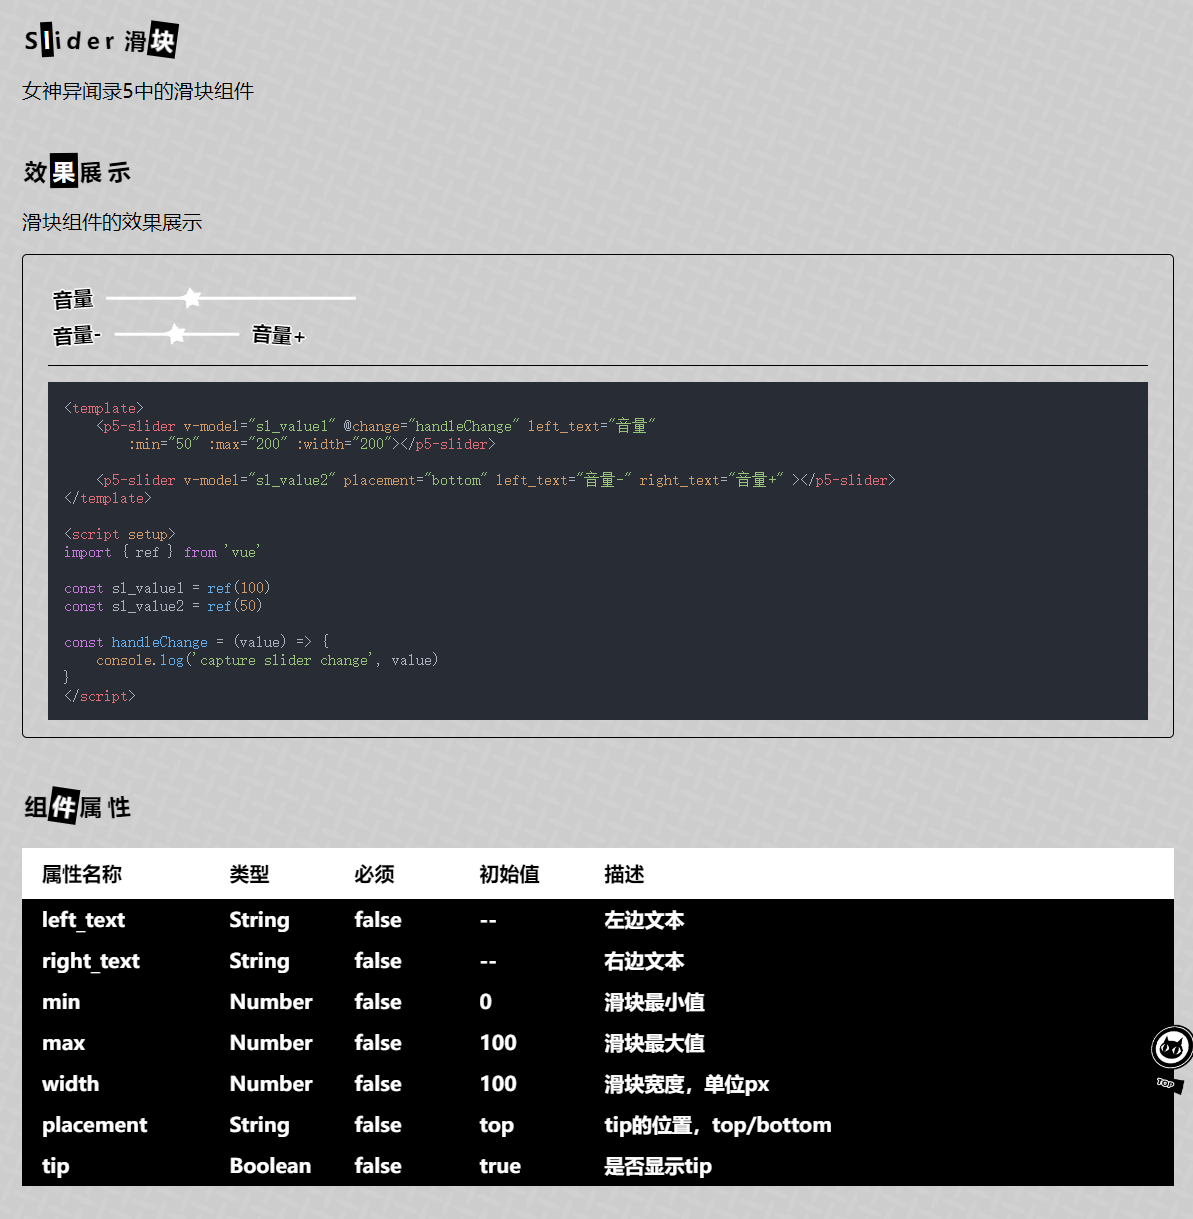 Slider 滑块
女神异闻录5中的滑块组件
效果展示
滑块组件的效果展示
音量
音量- 音量+
<template>
    <p5-slider v-model="sl_value1" @change="handleChange" left_text="音量"
        :min="50" :max="200" :width="200"></p5-slider>
    <p5-slider v-model="sl_value2" placement="bottom" left_text="音量-" right_text="音量+" ></p5-slider>
</template>
<script setup>
import { ref } from 'vue'
const sl_value1 = ref(100)
const sl_value2 = ref(50)
const handleChange = (value) => {
    console.log('capture slider change', value)
}
</script>
组件属性
属性名称 类型 必须 初始值 描述
left_text String false -- 左边文本
right_text String false -- 右边文本
min Number false 0 滑块最小值
max Number false 100 滑块最大值
width Number false 100 滑块宽度，单位px
placement String false top tip的位置，top/bottom
tip Boolean false true 是否显示tip
TOP